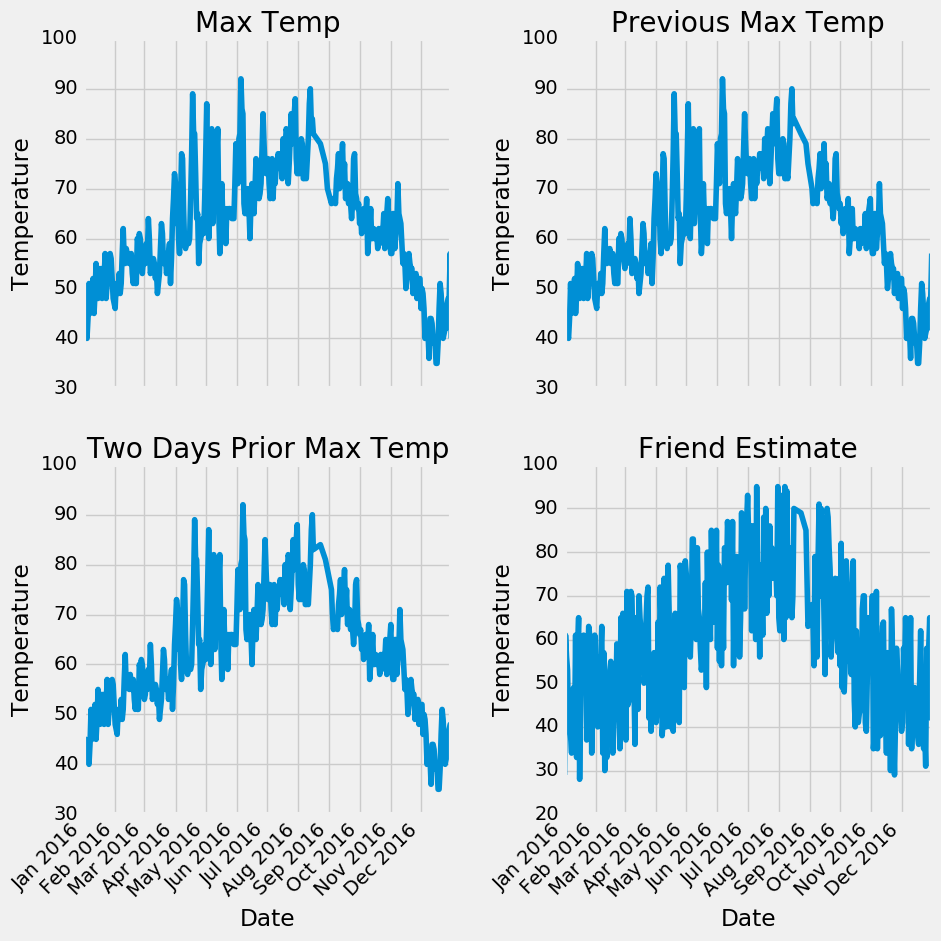 Max Temp
Temperature
100
90
80
70
60
50
40
30
Previous Max Temp
Temperature
100
90
80
70
60
50
40
30
Two Days Prior Max Temp
Temperature
100
90
80
70
60
50
40
30
Jan 2016
Feb 2016
Mar 2016
Apr 2016
May 2016
Jun 2016
Jul 2016
Aug 2016
Sep 2016
Oct 2016
Nov 2016
Dec 2016
Date
Friend Estimate
Temperature
100
90
80
70
60
50
40
30
20
Jan 2016
Feb 2016
Mar 2016
Apr 2016
May 2016
Jun 2016
Jul 2016
Aug 2016
Sep 2016
Oct 2016
Nov 2016
Dec 2016
Date